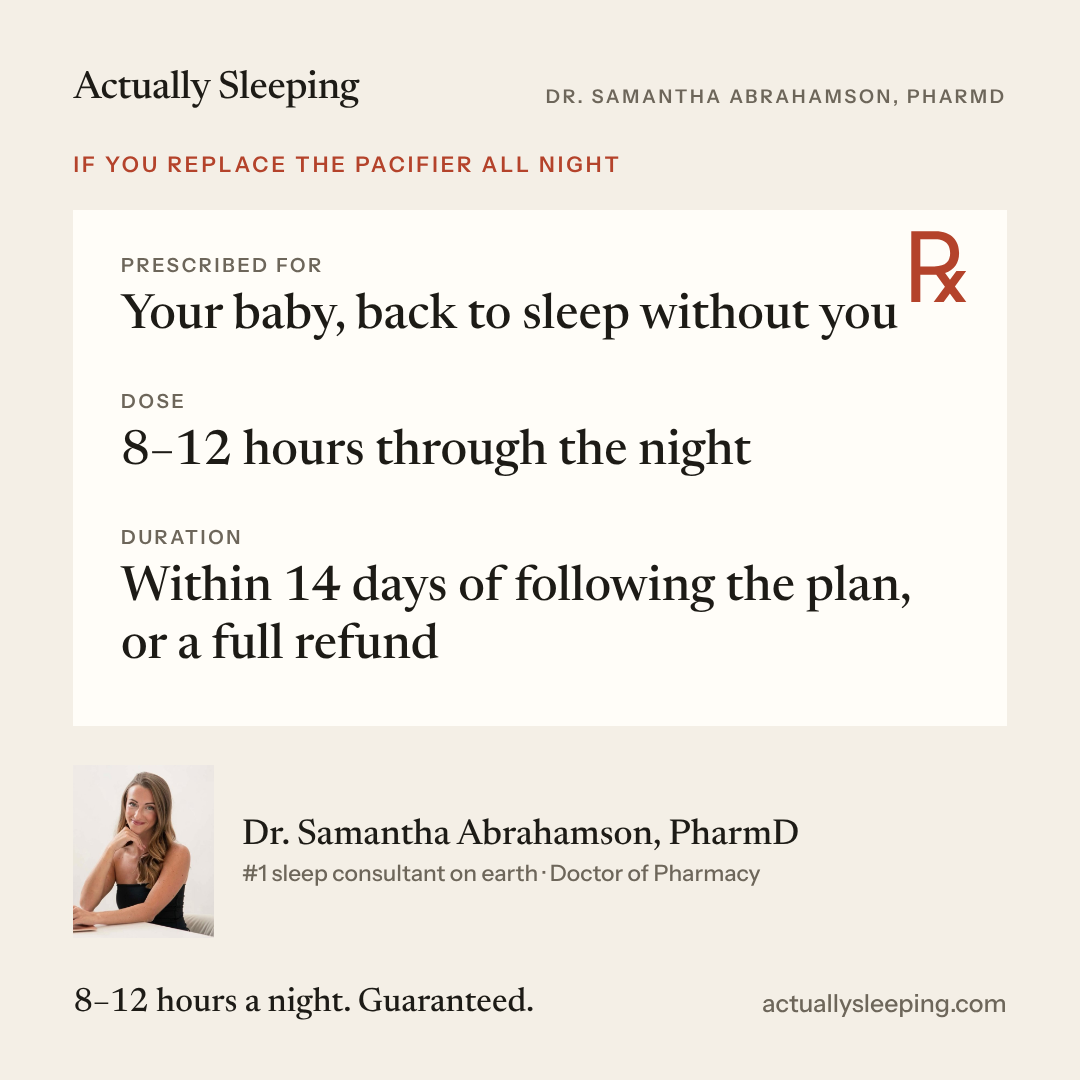 Actually Sleeping
DR. SAMANTHA ABRAHAMSON, PHARMD
IF YOU REPLACE THE PACIFIER ALL NIGHT
℞
PRESCRIBED FOR
Your baby, back to sleep without you
DOSE
8–12 hours through the night
DURATION
Within 14 days of following the plan,
or a full refund
Dr. Samantha Abrahamson, PharmD
#1 sleep consultant on earth · Doctor of Pharmacy
8–12 hours a night. Guaranteed.
actuallysleeping.com